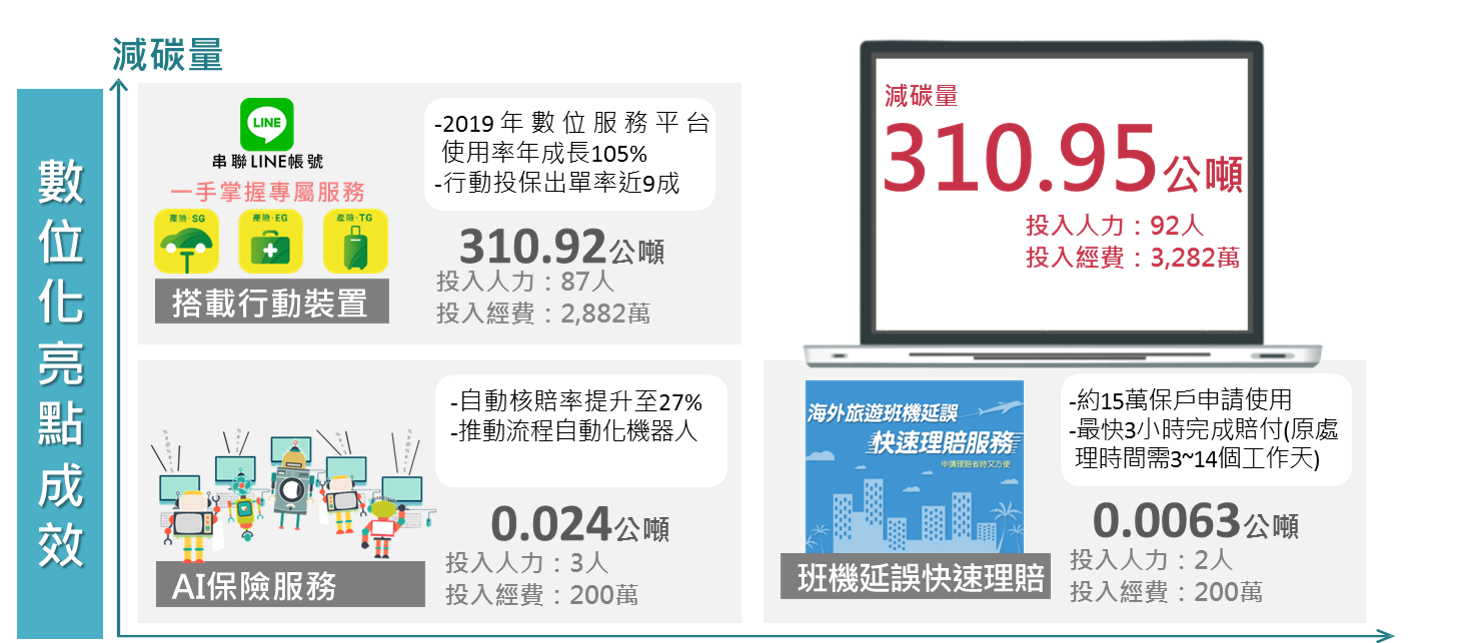 減碳量
數位化亮點成效
LINE
串聯LINE帳號
一手掌握專屬服務
產險·SG
產險·EG
產險·TG
搭載行動裝置
-2019年數位服務平台
使用率年成長105%
-行動投保出單率近9成
310.92公噸
投入人力：87人
投入經費：2,882萬
減碳量
310.95公噸
投入人力：92人
投入經費：3,282萬
AI保險服務
-自動核賠率提升至27%
-推動流程自動化機器人
0.024公噸
投入人力：3人
投入經費：200萬
海外旅遊班機延誤
快速理賠服務
申請理賠省時又方便
班機延誤快速理賠
-約15萬保戶申請使用
-最快3小時完成賠付(原處
理時間需3~14個工作天)
0.0063公噸
投入人力：2人
投入經費：200萬